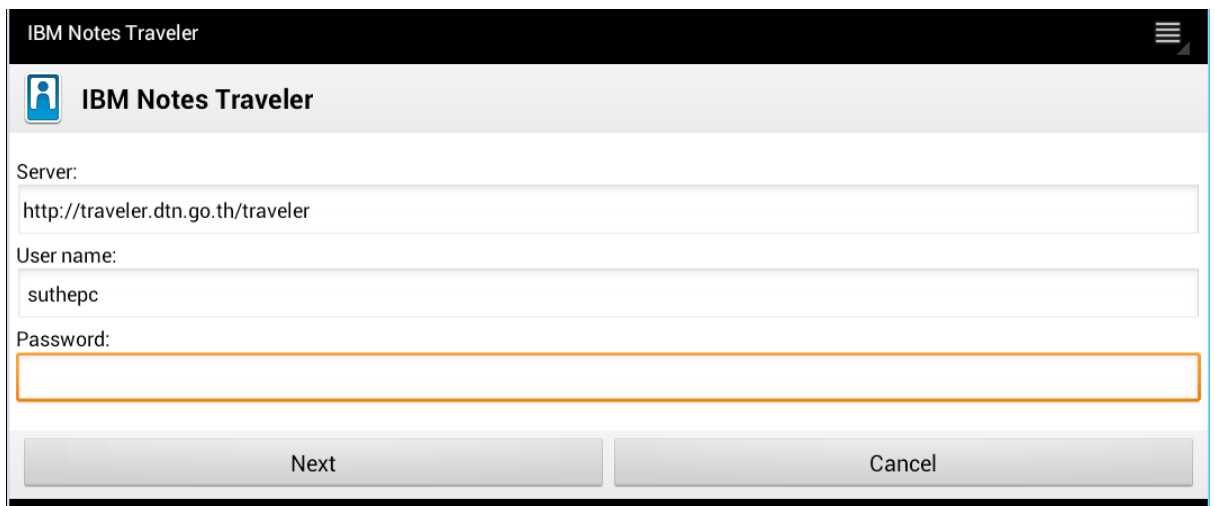 IBM Notes Traveler
IBM Notes Traveler
Server:
http://traveler.dtn.go.th/traveler
User name:
suthepc
Password:
Next Cancel